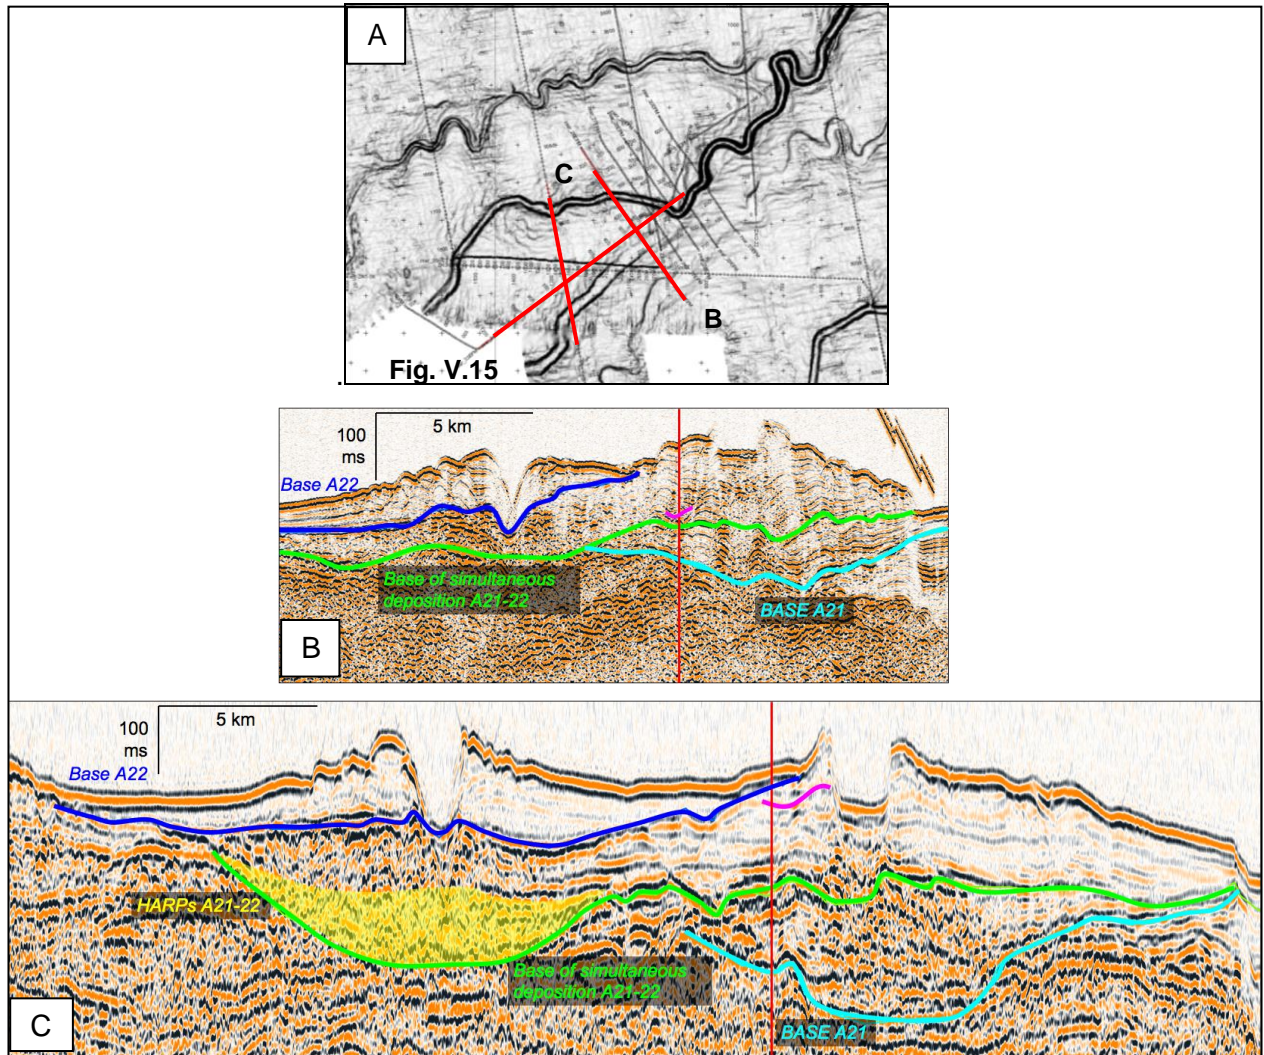 A
C
B
Fig. V.15
.
5 km
100
ms
Base A22
Base of simultaneous
deposition A21-22
BASE A21
B
5 km
100
ms
Base A22
HARPs A21-22
Base of simultaneous
deposition A21-22
BASE A21
C